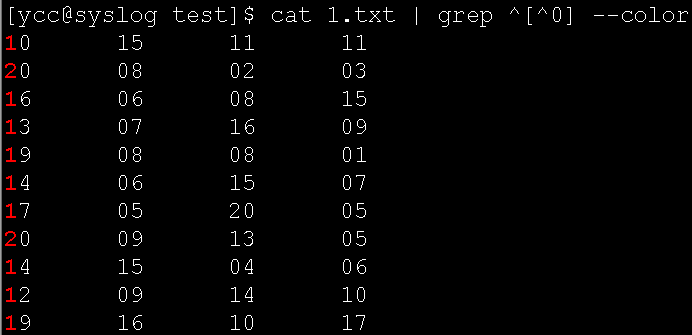 [ycc@syslog test]$ cat 1.txt | grep ^[^0] --color
10 15 11 11
20 08 02 03
16 06 08 15
13 07 16 09
19 08 08 01
14 06 15 07
17 05 20 05
20 09 13 05
14 15 04 06
12 09 14 10
19 16 10 17